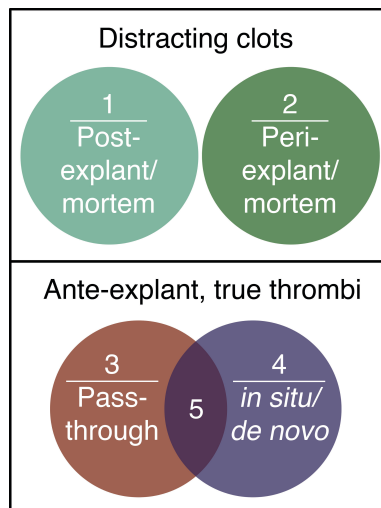 Distracting clots
1
Post-
explant/
mortem
2
Peri-
explant/
mortem
Ante-explant, true thrombi
3
Pass-
through
5
4
in situ/
de novo